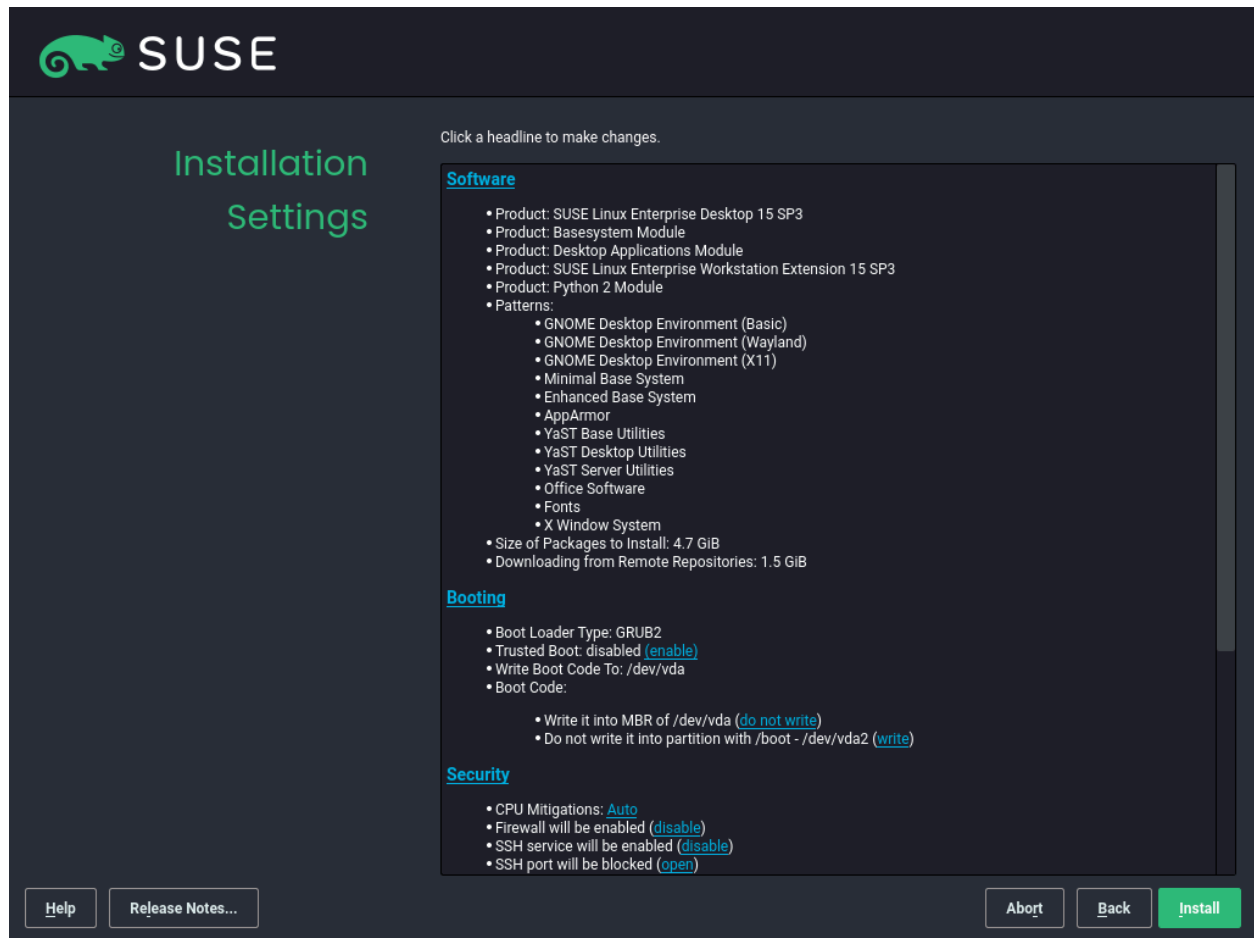 SUSE
Installation
Settings
Click a headline to make changes.
Software
• Product: SUSE Linux Enterprise Desktop 15 SP3
• Product: Basesystem Module
• Product: Desktop Applications Module
• Product: SUSE Linux Enterprise Workstation Extension 15 SP3
• Product: Python 2 Module
• Patterns:
• GNOME Desktop Environment (Basic)
• GNOME Desktop Environment (Wayland)
• GNOME Desktop Environment (X11)
• Minimal Base System
• Enhanced Base System
• AppArmor
• YaST Base Utilities
• YaST Desktop Utilities
• YaST Server Utilities
• Office Software
• Fonts
• X Window System
• Size of Packages to Install: 4.7 GiB
• Downloading from Remote Repositories: 1.5 GiB
Booting
• Boot Loader Type: GRUB2
• Trusted Boot: disabled (enable)
• Write Boot Code To: /dev/vda
• Boot Code:
• Write it into MBR of /dev/vda (do not write)
• Do not write it into partition with /boot - /dev/vda2 (write)
Security
• CPU Mitigations: Auto
• Firewall will be enabled (disable)
• SSH service will be enabled (disable)
• SSH port will be blocked (open)
Help
Release Notes...
Abort
Back
Install